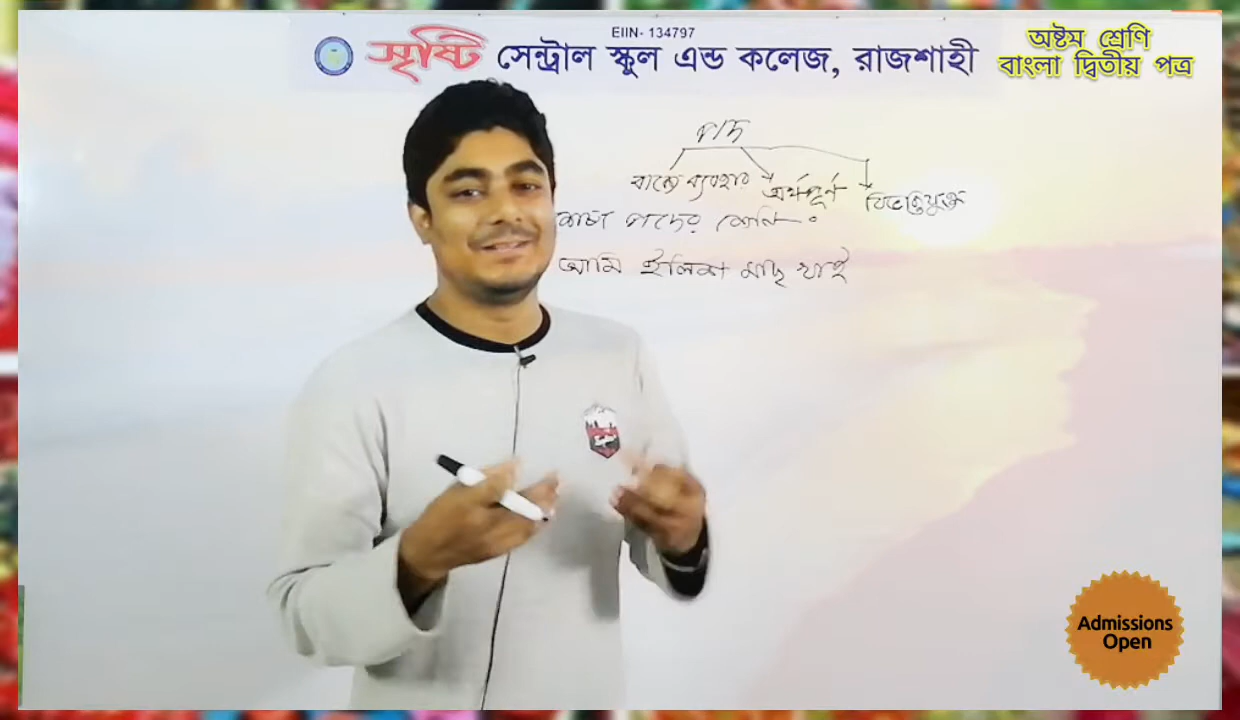 EIIN- 134797
সৃষ্টি সেন্ট্রাল স্কুল এন্ড কলেজ, রাজশাহী
অষ্টম শ্রেণি
বাংলা দ্বিতীয় পত্র
পদ
বাক্যে ব্যবহৃত অর্থপূর্ণ বিভক্তিযুক্ত
পদের
আমি ইলিশ মাছ খাই
Admissions
Open